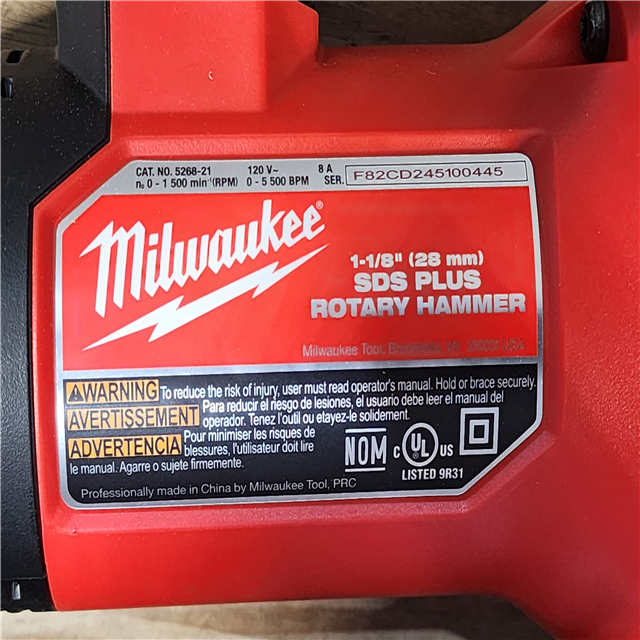 CAT. NO. 5268-21 120 V~ 8 A
n₀ 0 - 1 500 min⁻¹(RPM) 0 - 5 500 BPM SER. F82CD245100445
Milwaukee®
1-1/8" (28 mm)
SDS PLUS
ROTARY HAMMER
Milwaukee Tool,
WARNING To reduce the risk of injury, user must read operator's manual. Hold or brace securely.
AVERTISSEMENT Para reducir el riesgo de lesiones, el usuario debe leer el manual del
operador. Tenez l'outil ou etayez-le solidement.
ADVERTENCIA Pour minimiser les risques de
blessures, l'utilisateur doit lire
le manual. Agarre o sujete firmemente.
NOM C UL US
LISTED 9R31
Professionally made in China by Milwaukee Tool, PRC